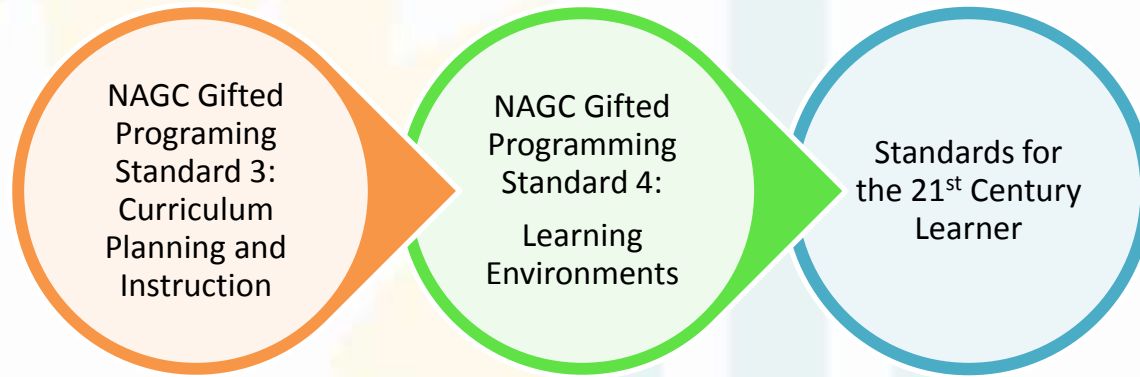 NAGC Gifted
Programing
Standard 3:
Curriculum
Planning and
Instruction
NAGC Gifted
Programming
Standard 4:
Learning
Environments
Standards for
the 21st Century
Learner